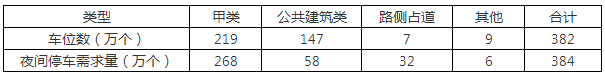 类型 甲类 公共建筑类 路侧占道 其他 合计
车位数（万个） 219 147 7 9 382
夜间停车需求量（万个） 268 58 32 6 384